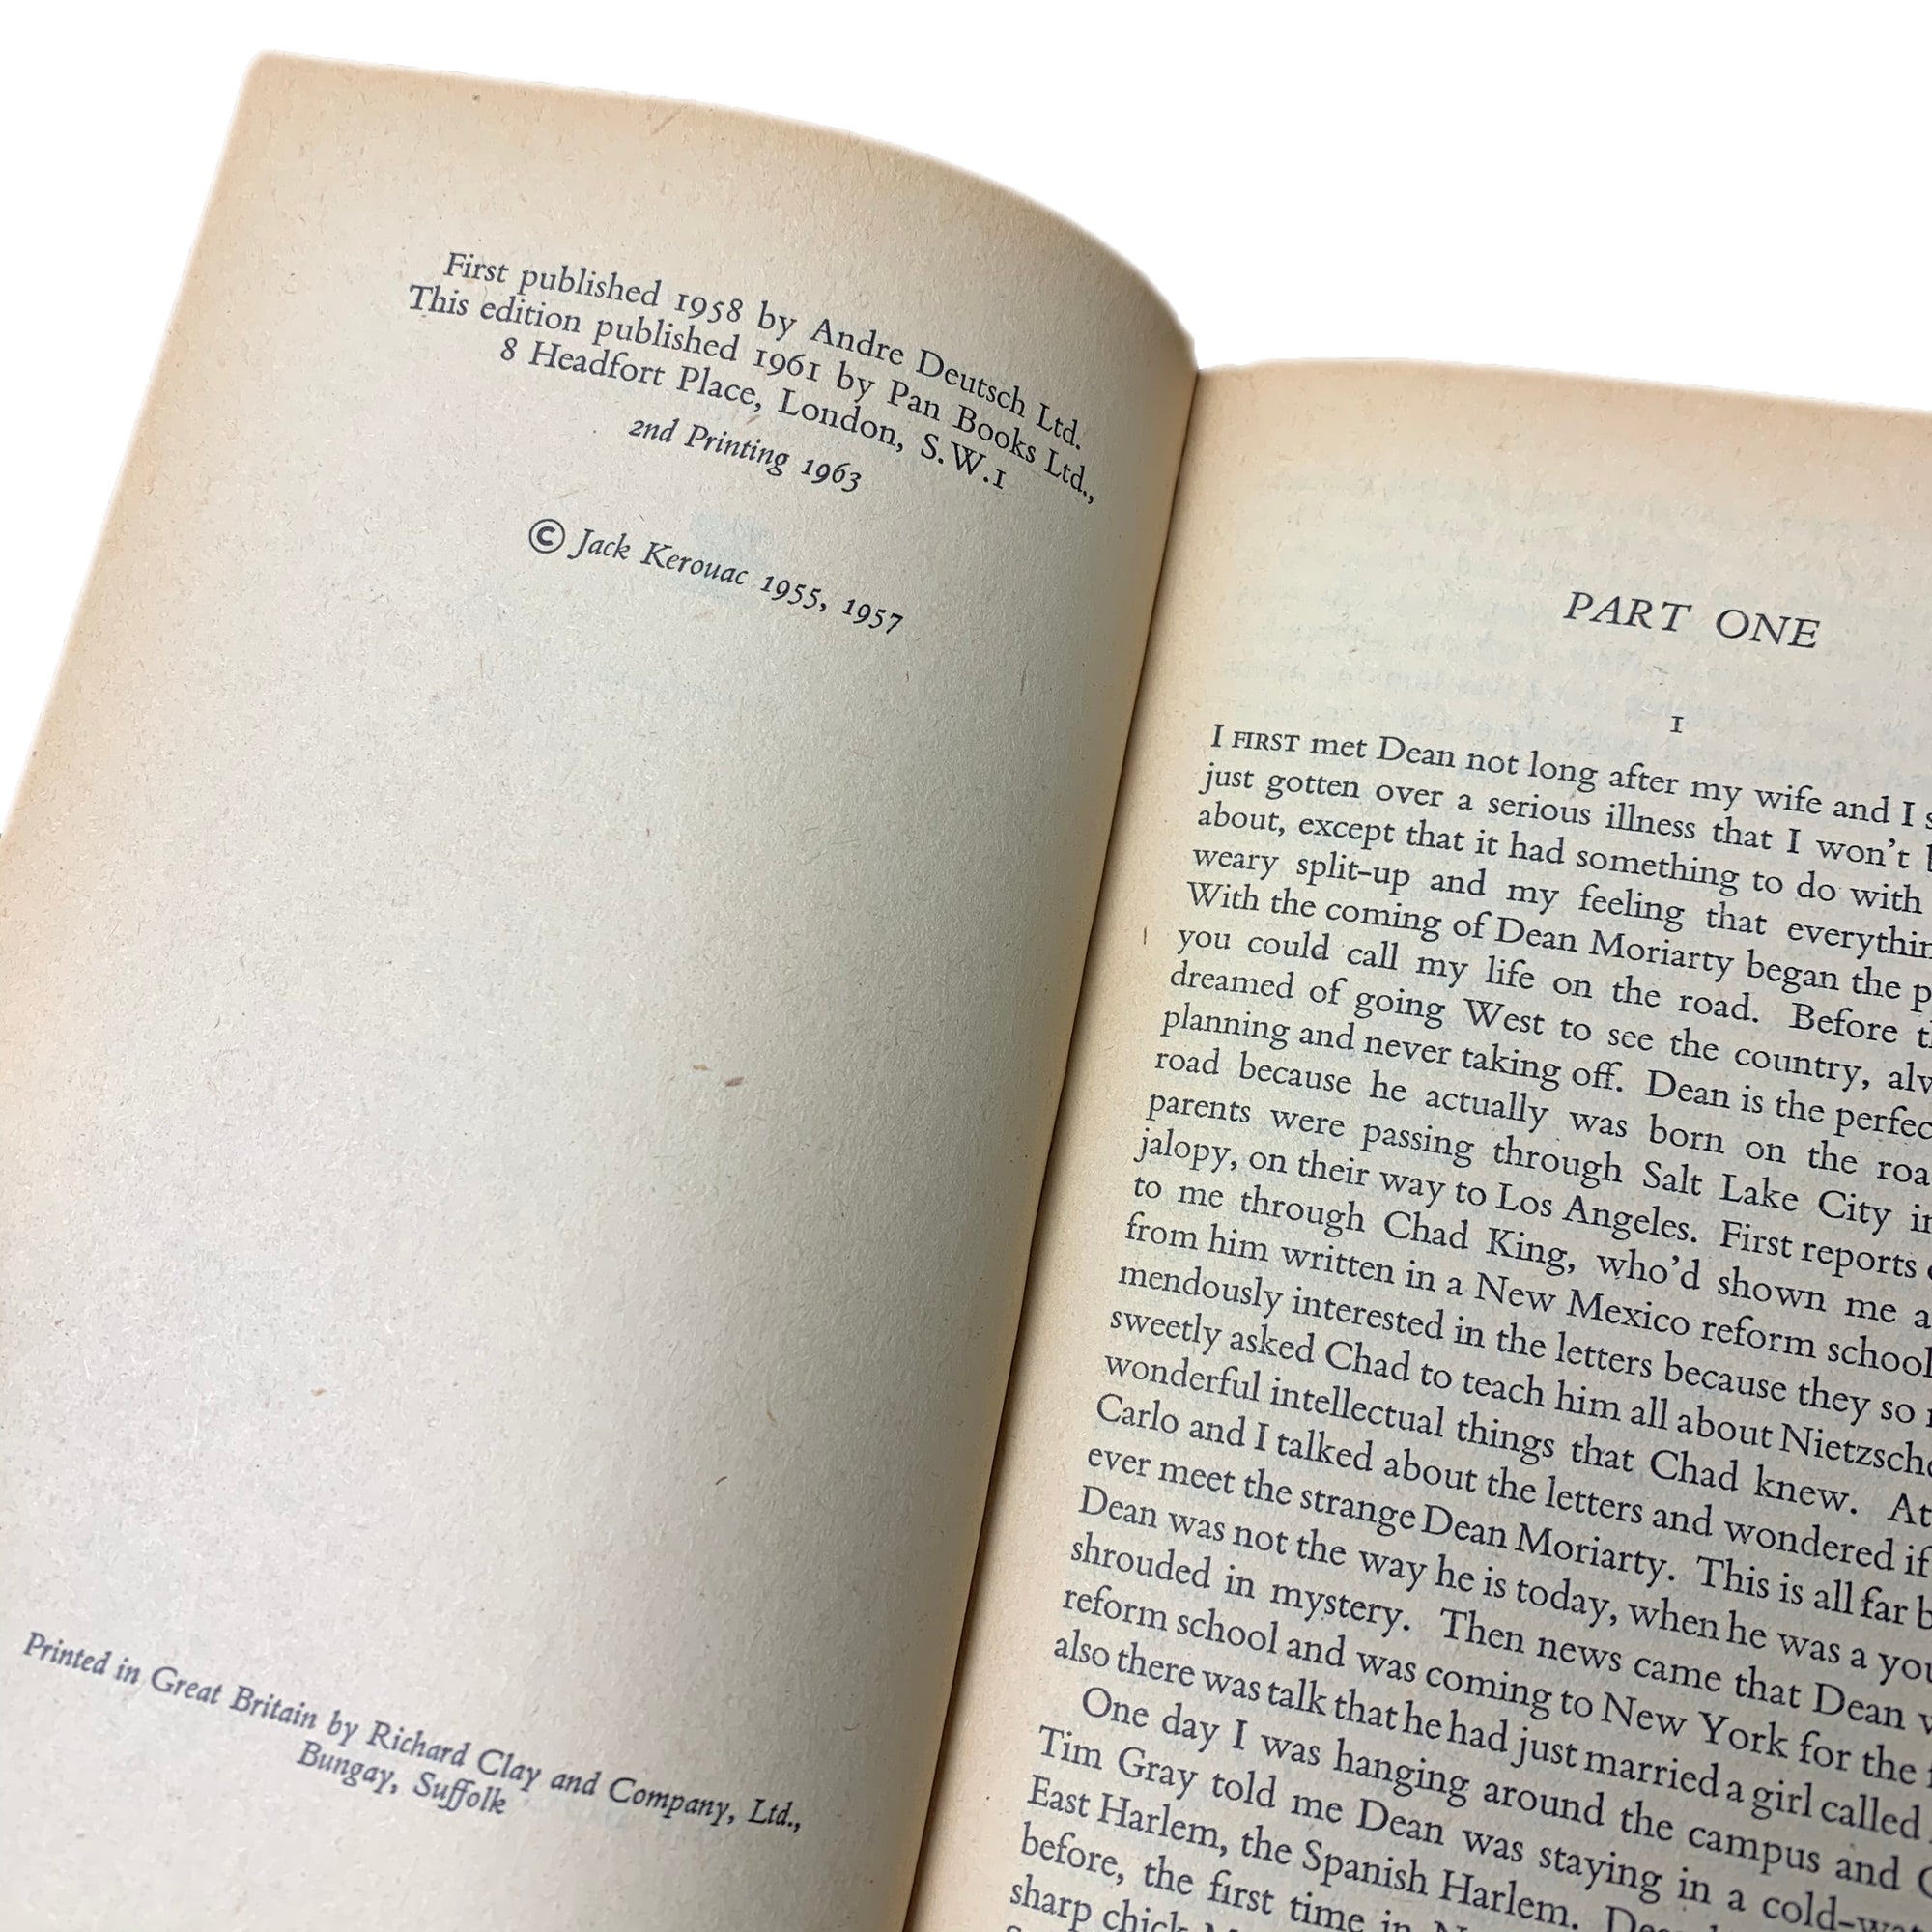 First published 1958 by Andre Deutsch Ltd.
This edition published 1961 by Pan Books Ltd.,
8 Headfort Place, London, S.W.1
2nd Printing 1963
© Jack Kerouac 1955, 1957
Printed in Great Britain by Richard Clay and Company, Ltd.,
Bungay, Suffolk
PART ONE
1
I FIRST met Dean not long after my wife and I
just gotten over a serious illness that I won't
about, except that it had something to do with
weary split-up and my feeling that
With the coming of Dean Moriarty began the
you could call my life on the road. Before
dreamed of going West to see the country,
planning and never taking off. Dean is the
road because he actually was born on the
parents were passing through Salt Lake City
jalopy, on their way to Los Angeles. First reports
to me through Chad King, who'd shown me a
from him written in a New Mexico reform school
mendously interested in the letters because they so
sweetly asked Chad to teach him all about
wonderful intellectual things that Chad knew. At
Carlo and I talked about the letters and wondered if
ever meet the strange Dean Moriarty. This is all far
Dean was not the way he is today, when he was a
shrouded in mystery. Then news came that Dean
reform school and was coming to New York for the
also there was talk that he had just married a girl called
One day I was hanging around the campus and
Tim Gray told me Dean was staying in a
East Harlem, the Spanish Harlem.
before, the first time in
sharp chick